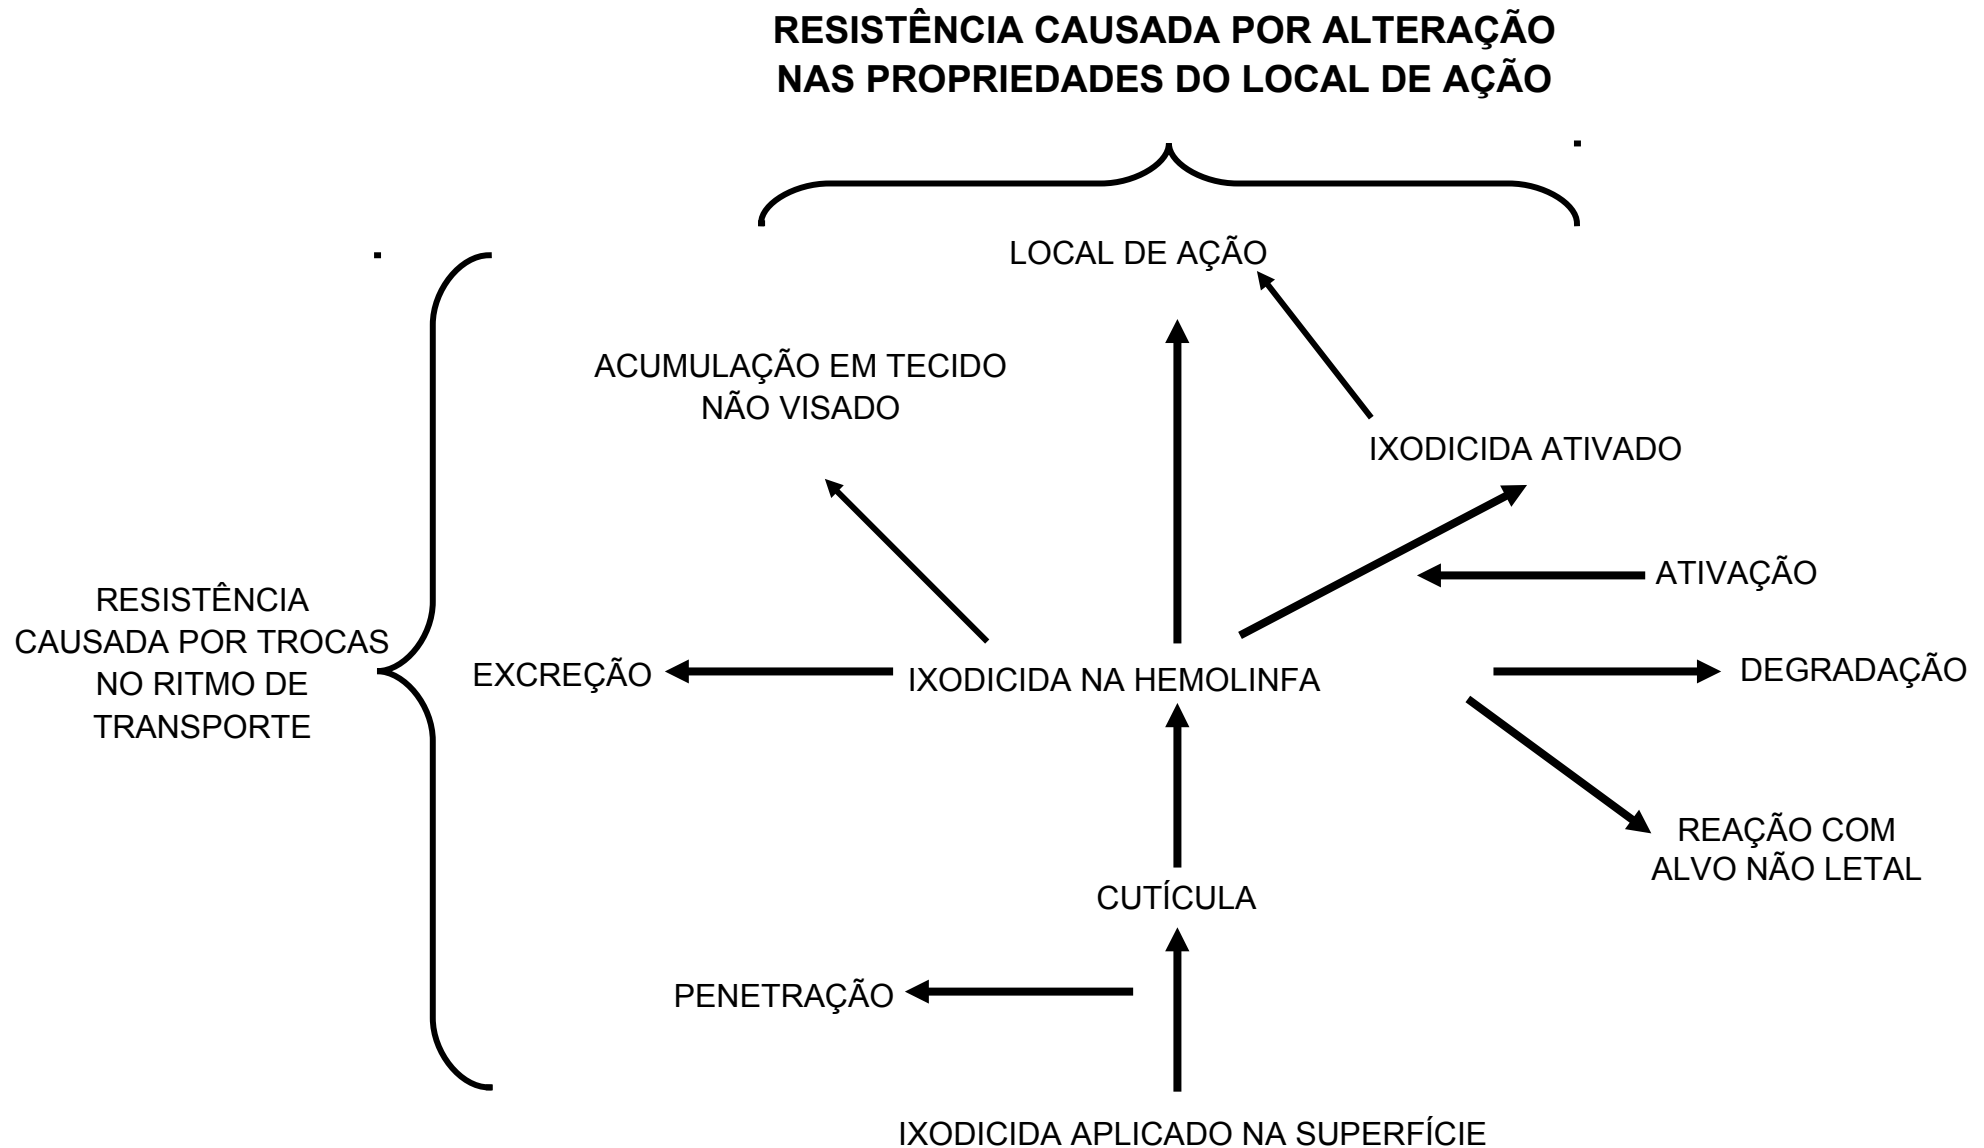 RESISTÊNCIA CAUSADA POR ALTERAÇÃO
NAS PROPRIEDADES DO LOCAL DE AÇÃO
LOCAL DE AÇÃO
ACUMULAÇÃO EM TECIDO
NÃO VISADO
IXODICIDA ATIVADO
ATIVAÇÃO
RESISTÊNCIA
CAUSADA POR TROCAS
NO RITMO DE
TRANSPORTE
EXCREÇÃO
IXODICIDA NA HEMOLINFA
DEGRADAÇÃO
REAÇÃO COM
ALVO NÃO LETAL
CUTÍCULA
PENETRAÇÃO
IXODICIDA APLICADO NA SUPERFÍCIE